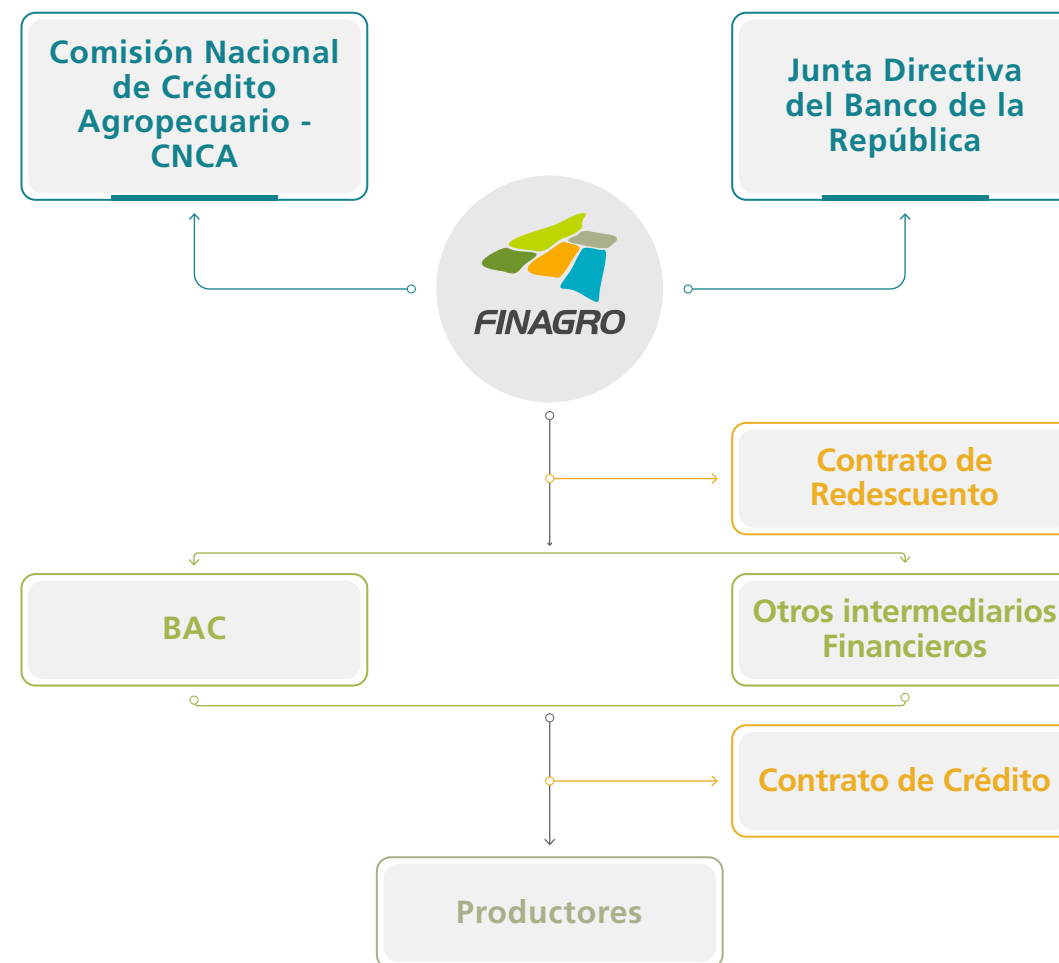 Comisión Nacional
de Crédito
Agropecuario -
CNCA
Junta Directiva
del Banco de la
República
FINAGRO
Contrato de
Redescuento
BAC
Otros intermediarios
Financieros
Contrato de Crédito
Productores